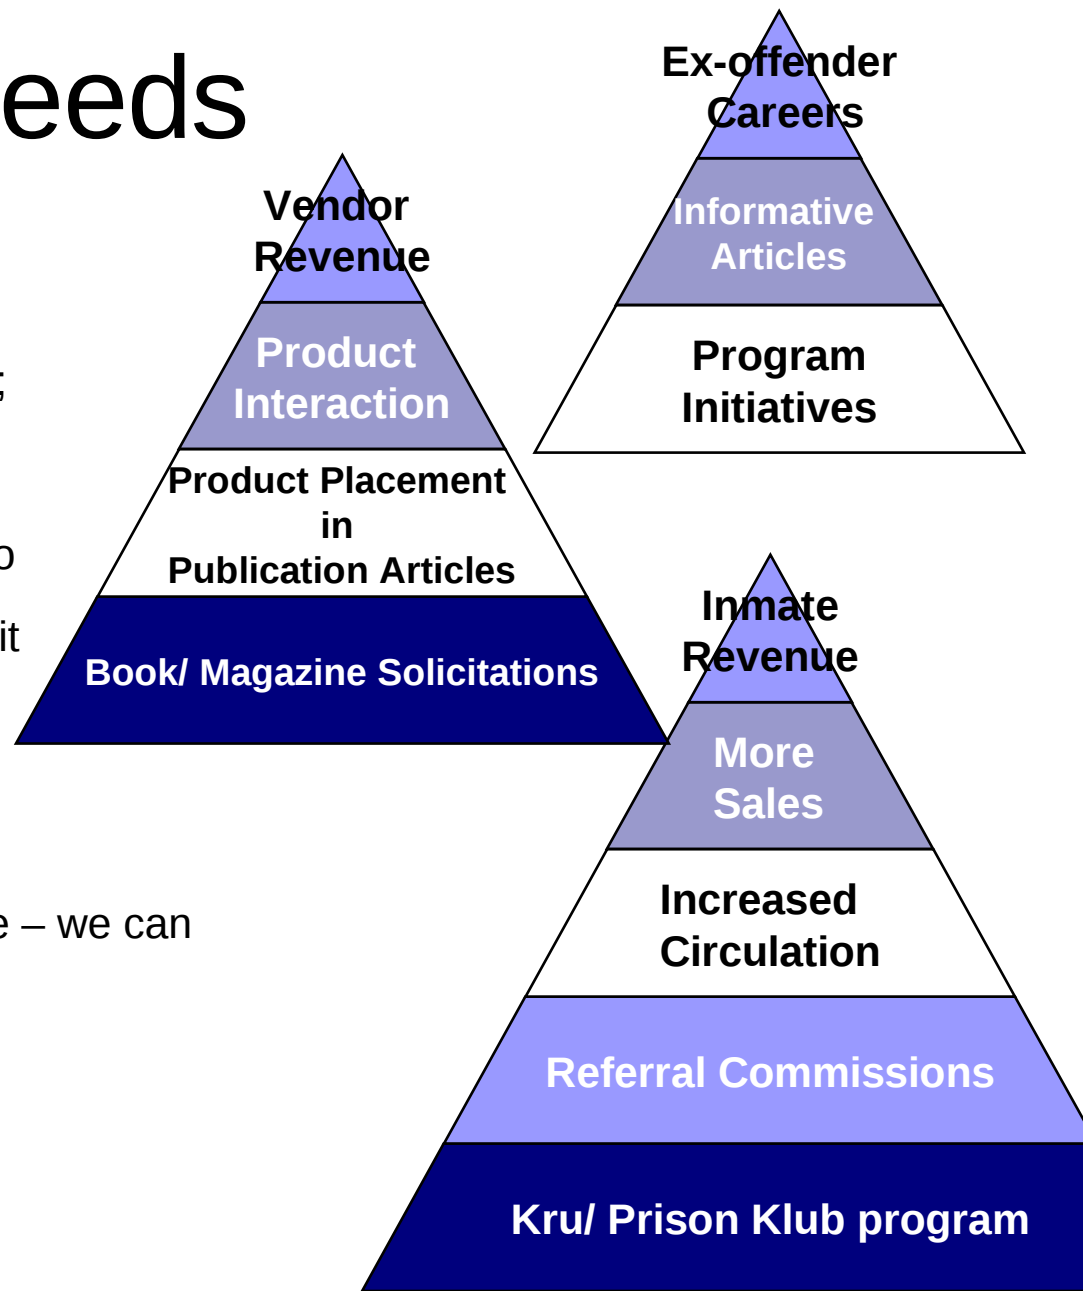 eeds
;
o
it
e – we can
Vendor
Revenue
Product
Interaction
Product Placement
in
Publication Articles
Book/ Magazine Solicitations
Ex-offender
Careers
Informative
Articles
Program
Initiatives
Inmate
Revenue
More
Sales
Increased
Circulation
Referral Commissions
Kru/ Prison Klub program